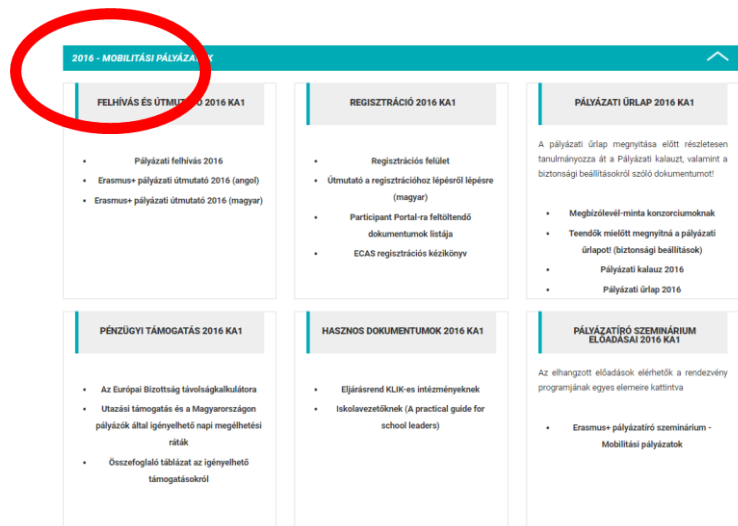 2016 - MOBILITÁSI PÁLYÁZATOK
FELHÍVÁS ÉS ÚTMUTATÓ 2016 KA1
• Pályázati felhívás 2016
• Erasmus+ pályázati útmutató 2016 (angol)
• Erasmus+ pályázati útmutató 2016 (magyar)
REGISZTRÁCIÓ 2016 KA1
• Regisztrációs felület
• Útmutató a regisztrációhoz lépésről lépésre
(magyar)
• Participant Portal-ra feltöltendő
dokumentumok listája
• ECAS regisztrációs kézikönyv
PÁLYÁZATI ŰRLAP 2016 KA1
A pályázati űrlap megnyitása előtt részletesen
tanulmányozza át a Pályázati kalauzt, valamint a
biztonsági beállításokról szóló dokumentumot!
• Megbízólevél-minta konzorciumoknak
• Teendők mielőtt megnyitná a pályázati
űrlapot! (biztonsági beállítások)
• Pályázati kalauz 2016
• Pályázati űrlap 2016
PÉNZÜGYI TÁMOGATÁS 2016 KA1
• Az Európai Bizottság távolságkalkulátora
• Utazási támogatás és a Magyarországon
pályázók által igényelhető napi megélhetési
ráták
• Összefoglaló táblázat az igényelhető
támogatásokról
HASZNOS DOKUMENTUMOK 2016 KA1
• Eljárásrend KLIK-es intézményeknek
• Iskolavezetőknek (A practical guide for
school leaders)
PÁLYÁZATÍRÓ SZEMINÁRIUM
ELŐADÁSAI 2016 KA1
Az elhangzott előadások elérhetők a rendezvény
programjának egyes elemeire kattintva
• Erasmus+ pályázatíró szeminárium -
Mobilitási pályázatok